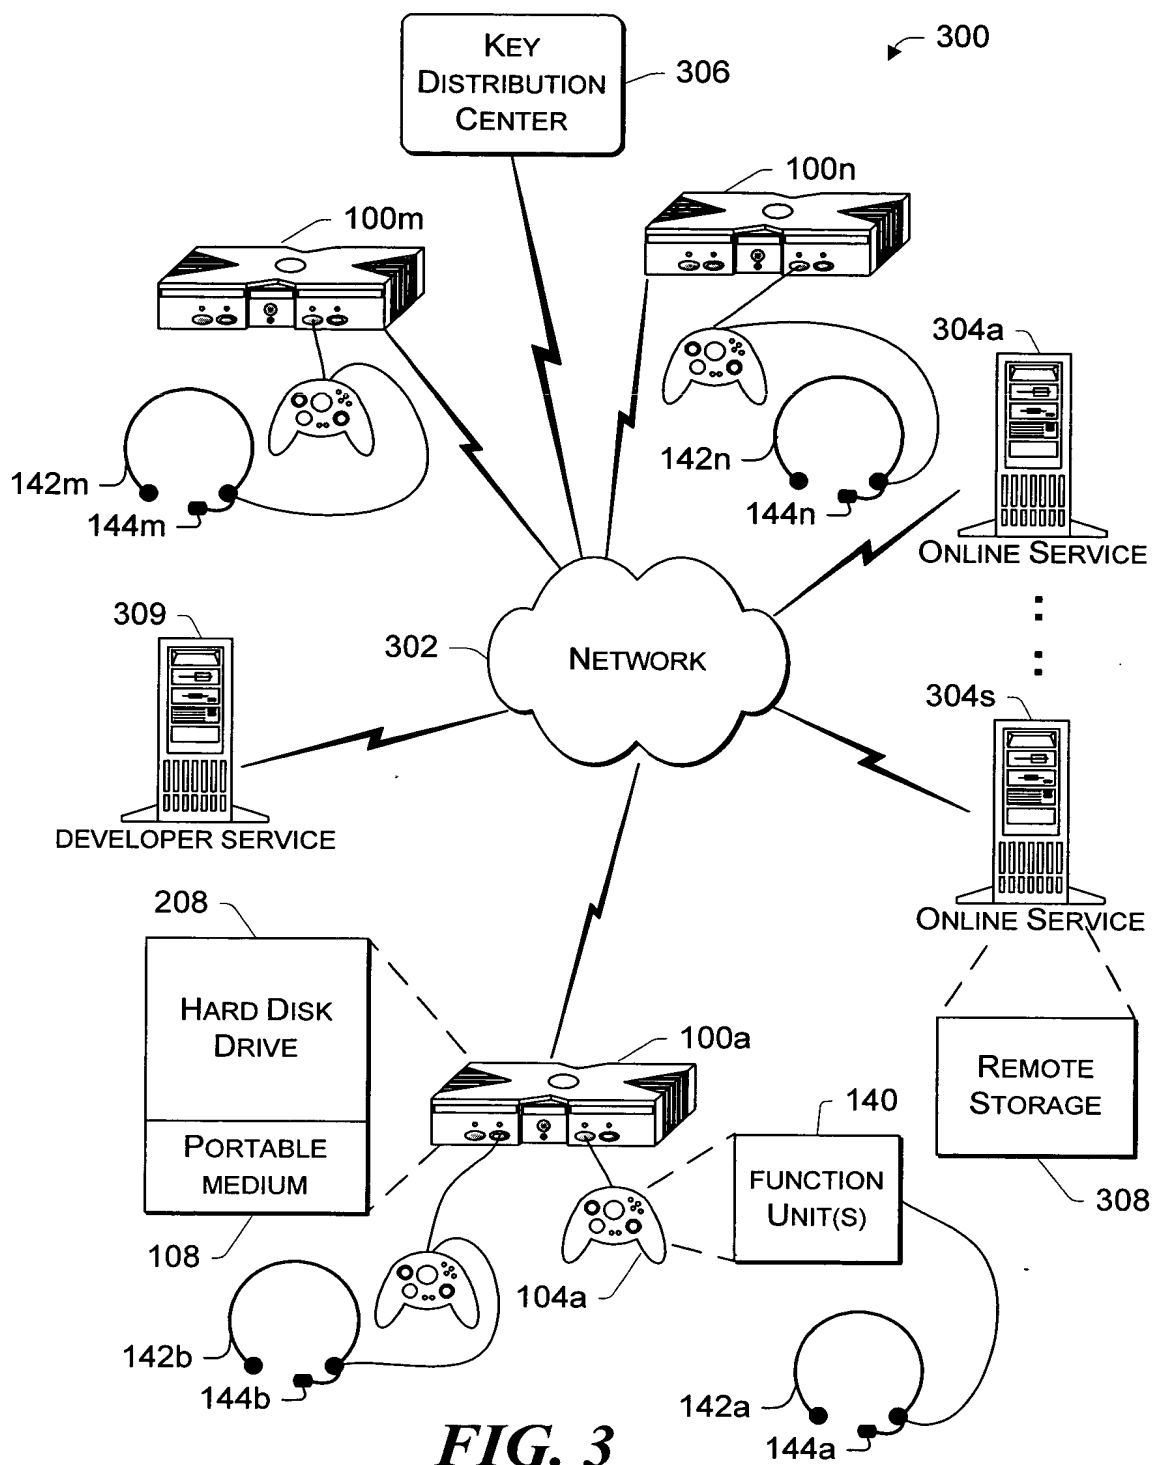 300
KEY
DISTRIBUTION
CENTER
306
100n
100m
304a
142m
144m
142n
144n
ONLINE SERVICE
309
302
NETWORK
304s
DEVELOPER SERVICE
ONLINE SERVICE
208
HARD DISK
DRIVE
PORTABLE
MEDIUM
108
100a
140
FUNCTION
UNIT(S)
REMOTE
STORAGE
308
104a
142b
144b
142a
144a
FIG. 3